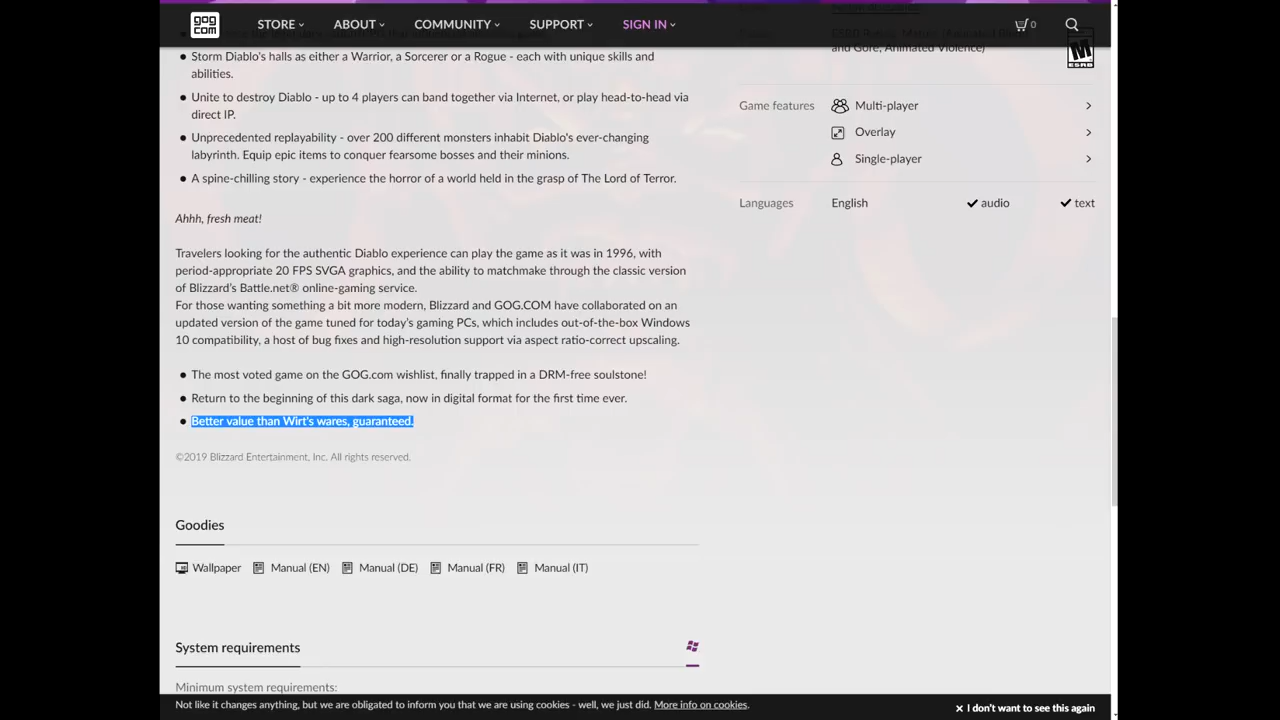 gog
com
STORE
ABOUT
COMMUNITY
SUPPORT
SIGN IN
0
Storm Diablo's halls as either a Warrior, a Sorcerer or a Rogue - each with unique skills and
abilities.
Unite to destroy Diablo - up to 4 players can band together via Internet, or play head-to-head via
direct IP.
Unprecedented replayability - over 200 different monsters inhabit Diablo's ever-changing
labyrinth. Equip epic items to conquer fearsome bosses and their minions.
A spine-chilling story - experience the horror of a world held in the grasp of The Lord of Terror.
Ahhh, fresh meat!
Travelers looking for the authentic Diablo experience can play the game as it was in 1996, with
period-appropriate 20 FPS SVGA graphics, and the ability to matchmake through the classic version
of Blizzard's Battle.net® online-gaming service.
For those wanting something a bit more modern, Blizzard and GOG.COM have collaborated on an
updated version of the game tuned for today's gaming PCs, which includes out-of-the-box Windows
10 compatibility, a host of bug fixes and high-resolution support via aspect ratio-correct upscaling.
The most voted game on the GOG.com wishlist, finally trapped in a DRM-free soulstone!
Return to the beginning of this dark saga, now in digital format for the first time ever.
Better value than Wirt's wares, guaranteed.
©2019 Blizzard Entertainment, Inc. All rights reserved.
Goodies
Wallpaper Manual (EN) Manual (DE) Manual (FR) Manual (IT)
System requirements
Minimum system requirements:
and Gore, Animated Violence)
M
ESRB
Game features Multi-player
Overlay
Single-player
Languages English audio text
Not like it changes anything, but we are obligated to inform you that we are using cookies - well, we just did. More info on cookies.
I don't want to see this again